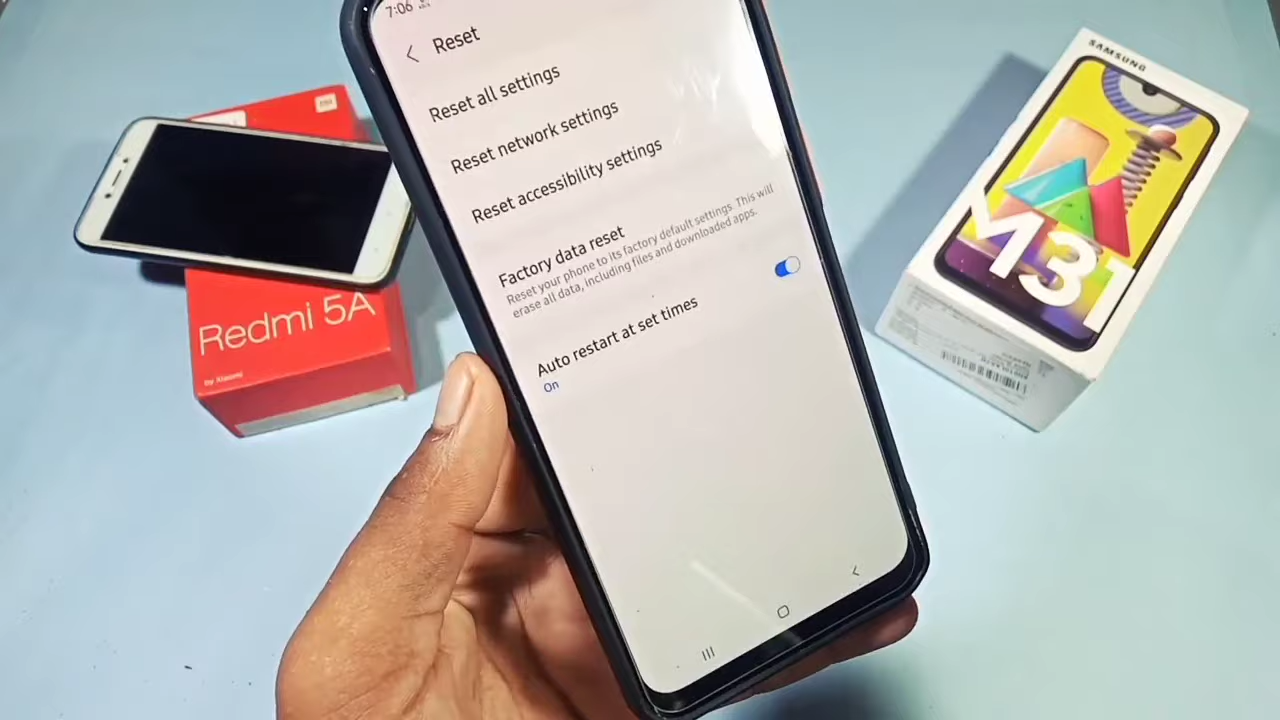 7:06
Reset
Reset all settings
Reset network settings
Reset accessibility settings
Factory data reset
Reset your phone to its factory default settings. This will
erase all data, including files and downloaded apps.
Auto restart at set times
On
Redmi 5A
by Xiaomi
SAMSUNG
M31